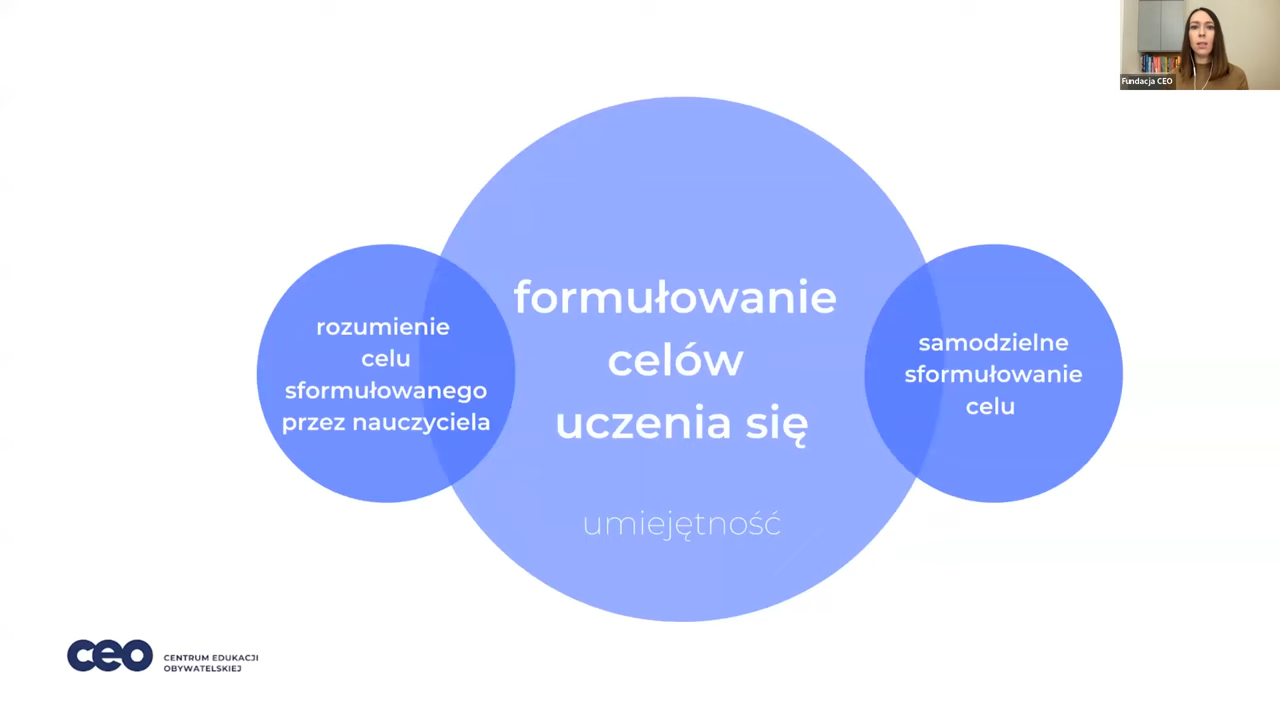 Fundacja CEO
formułowanie
celów
uczenia się
umiejętność
rozumienie
celu
sformułowanego
przez nauczyciela
samodzielne
sformułowanie
celu
ceo
CENTRUM EDUKACJI
OBYWATELSKIEJ